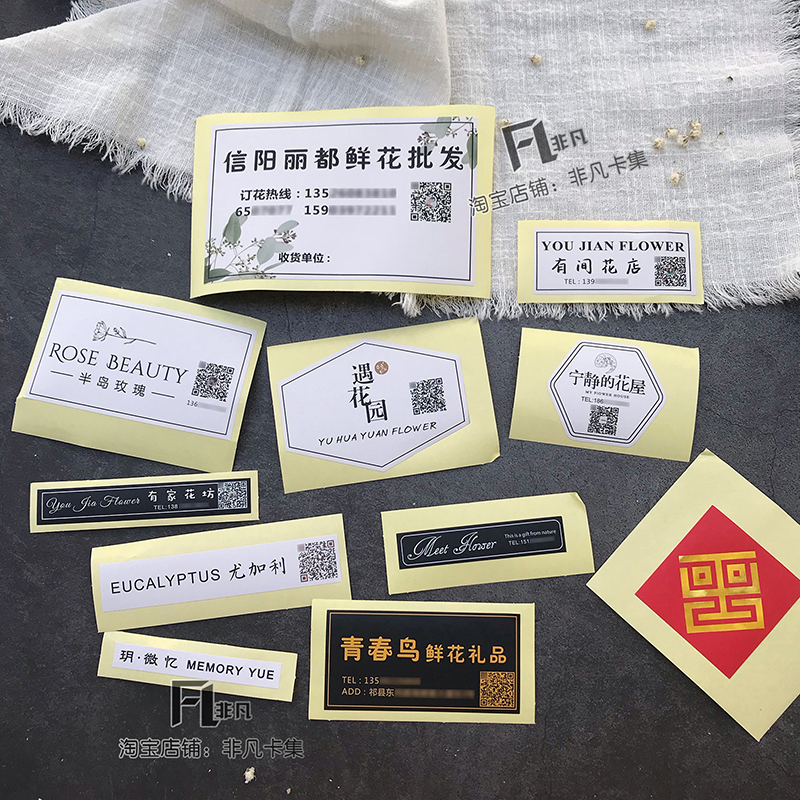 信阳丽都鲜花批发
订花热线：135
65 159
收货单位：
FL非凡
淘宝店铺：非凡卡集
YOU JIAN FLOWER
有间花店
TEL：139
ROSE BEAUTY
半岛玫瑰
136
遇花园
YU HUA YUAN FLOWER
宁静的花屋
MY FLOWER HOUSE
TEL:186
You Jia Flower 有家花坊
TEL:138
Meet Flower
This is a gift from nature
TEL:151
EUCALYPTUS 尤加利
玥·微忆 MEMORY YUE
青春鸟鲜花礼品
TEL：135
ADD：祁县东
FL非凡
淘宝店铺：非凡卡集